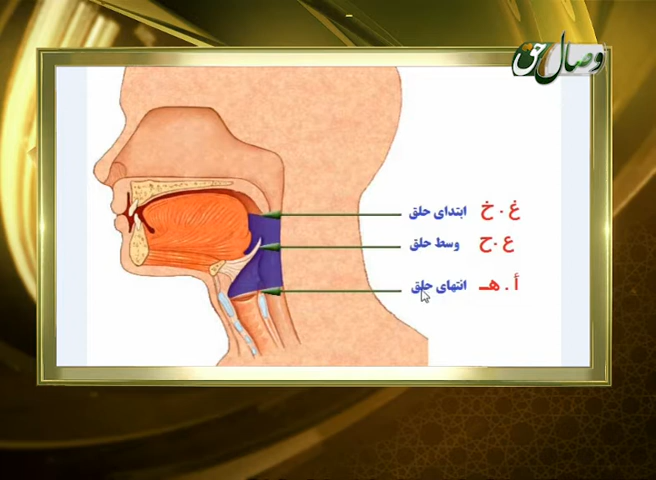 وصال حق
ابتدای حلق غ . خ
وسط حلق ع . ح
انتهای حلق أ . هـ